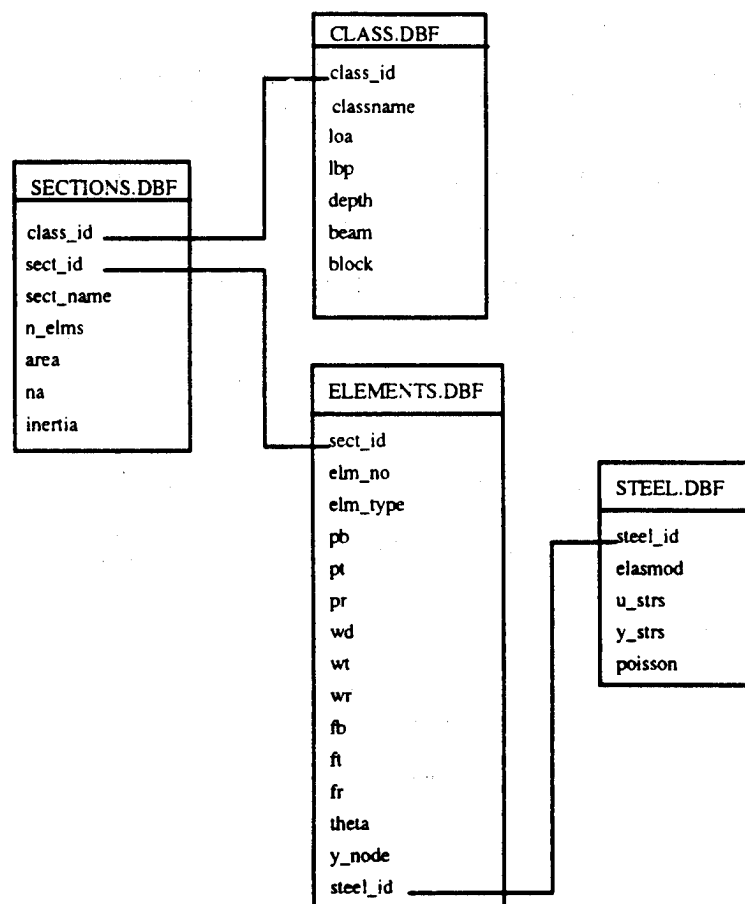 CLASS.DBF
class_id
classname
loa
lbp
depth
beam
block
SECTIONS.DBF
class_id
sect_id
sect_name
n_elms
area
na
inertia
ELEMENTS.DBF
sect_id
elm_no
elm_type
pb
pt
pr
wd
wt
wr
fb
ft
fr
theta
y_node
steel_id
STEEL.DBF
steel_id
elasmod
u_strs
y_strs
poisson